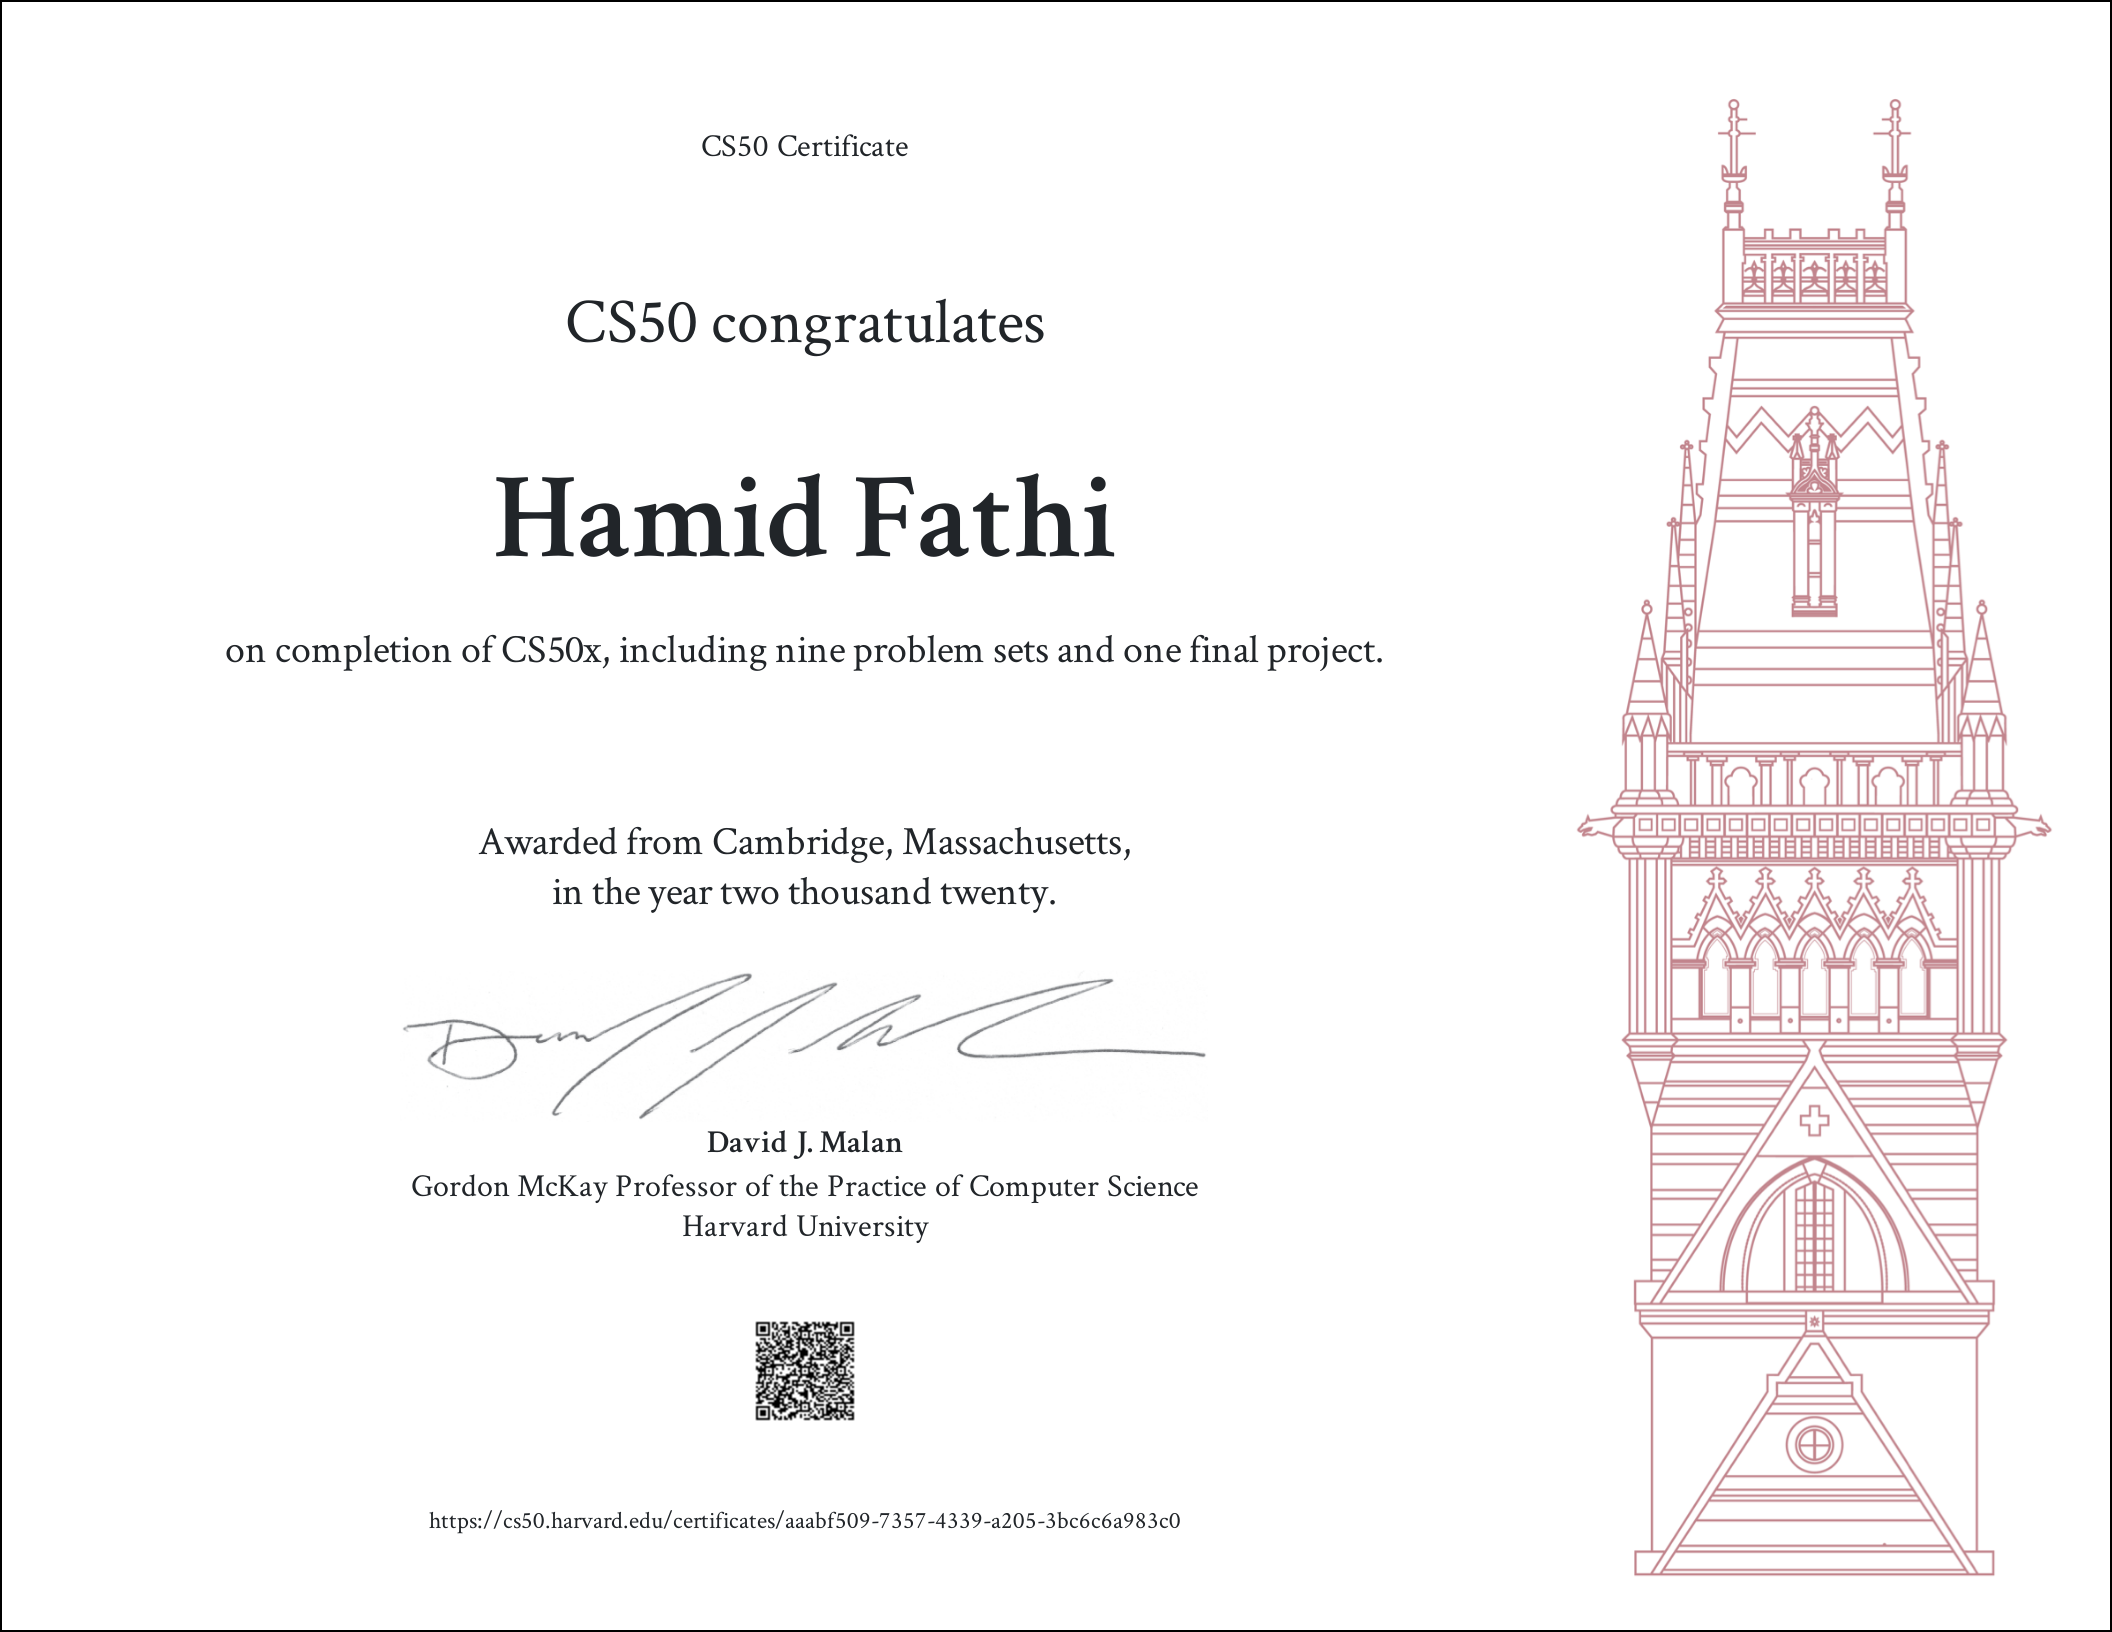 CS50 Certificate
CS50 congratulates
Hamid Fathi
on completion of CS50x, including nine problem sets and one final project.
Awarded from Cambridge, Massachusetts,
in the year two thousand twenty.
David J. Malan
Gordon McKay Professor of the Practice of Computer Science
Harvard University
https://cs50.harvard.edu/certificates/aaabf509-7357-4339-a205-3bc6c6a983c0